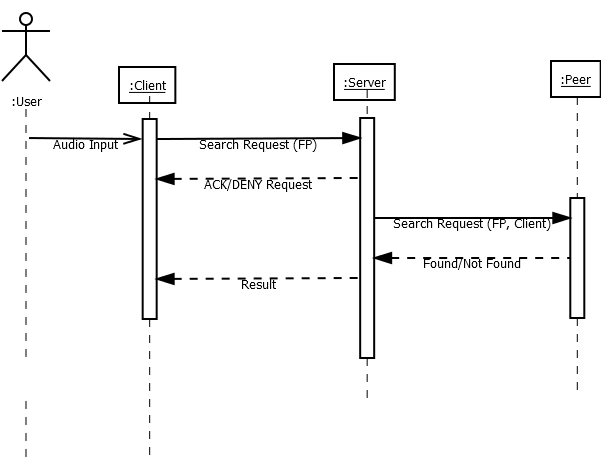 :User
:Client
:Server
:Peer
Audio Input
Search Request (FP)
ACK/DENY Request
Search Request (FP, Client)
Found/Not Found
Result